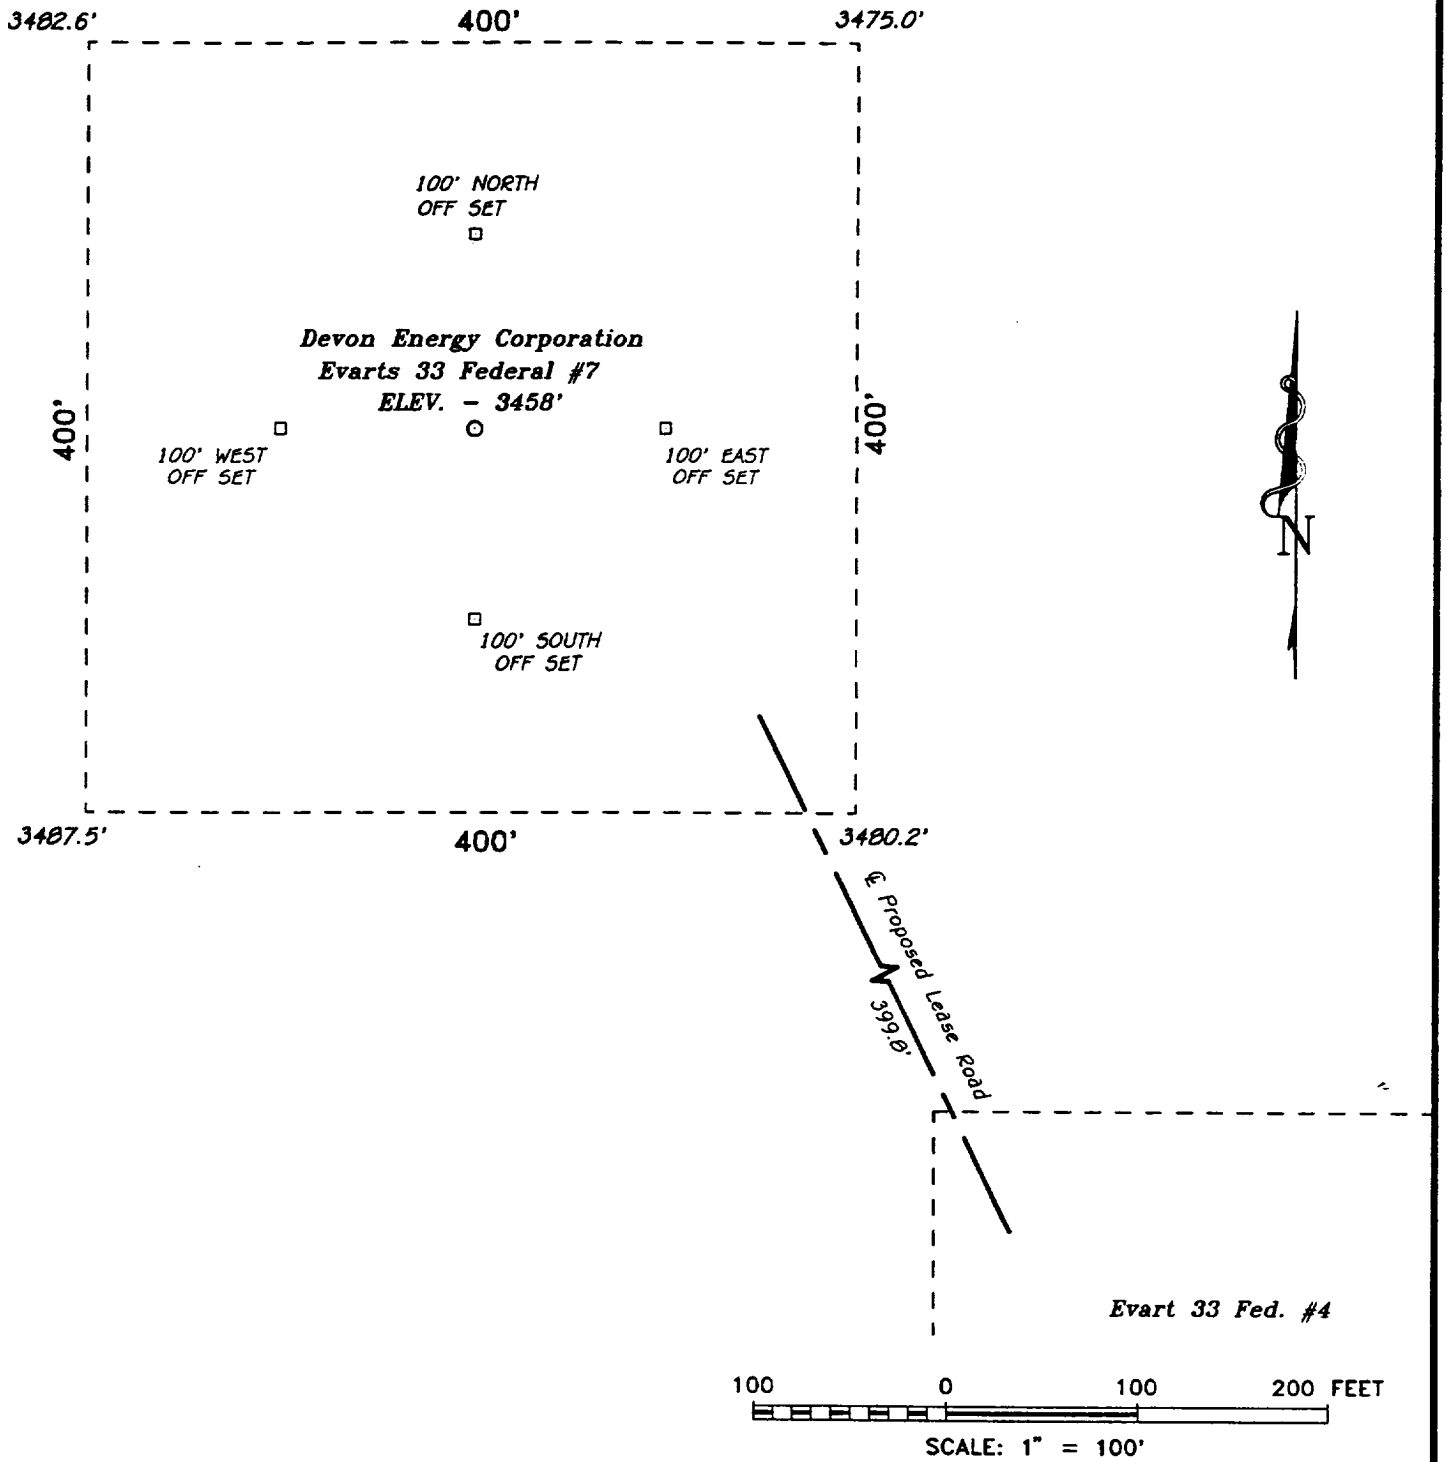 3482.6'
400'
3475.0'
100' NORTH
OFF SET
Devon Energy Corporation
Evarts 33 Federal #7
ELEV. - 3458'
400'
400'
100' WEST
OFF SET
100' EAST
OFF SET
N
100' SOUTH
OFF SET
3487.5'
400'
3480.2'
℄ Proposed Lease Road
399.8'
Evart 33 Fed. #4
100 0 100 200 FEET
SCALE: 1" = 100'